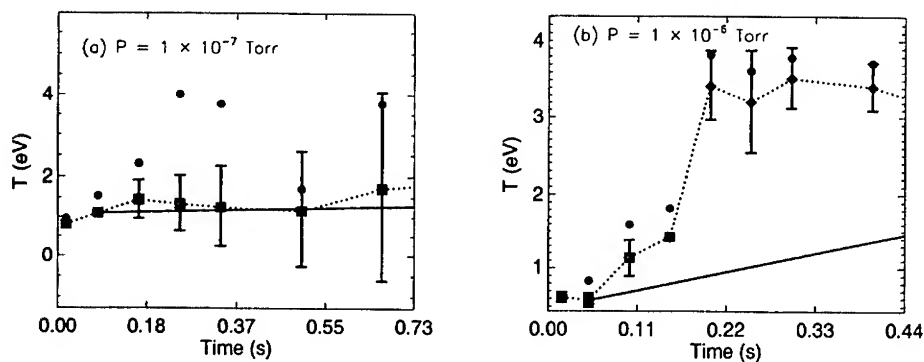 (a) P = 1 × 10⁻⁷ Torr
T (eV)
4
2
0
0.00 0.18 0.37 0.55 0.73
Time (s)
(b) P = 1 × 10⁻⁶ Torr
T (eV)
4
3
2
1
0.00 0.11 0.22 0.33 0.44
Time (s)